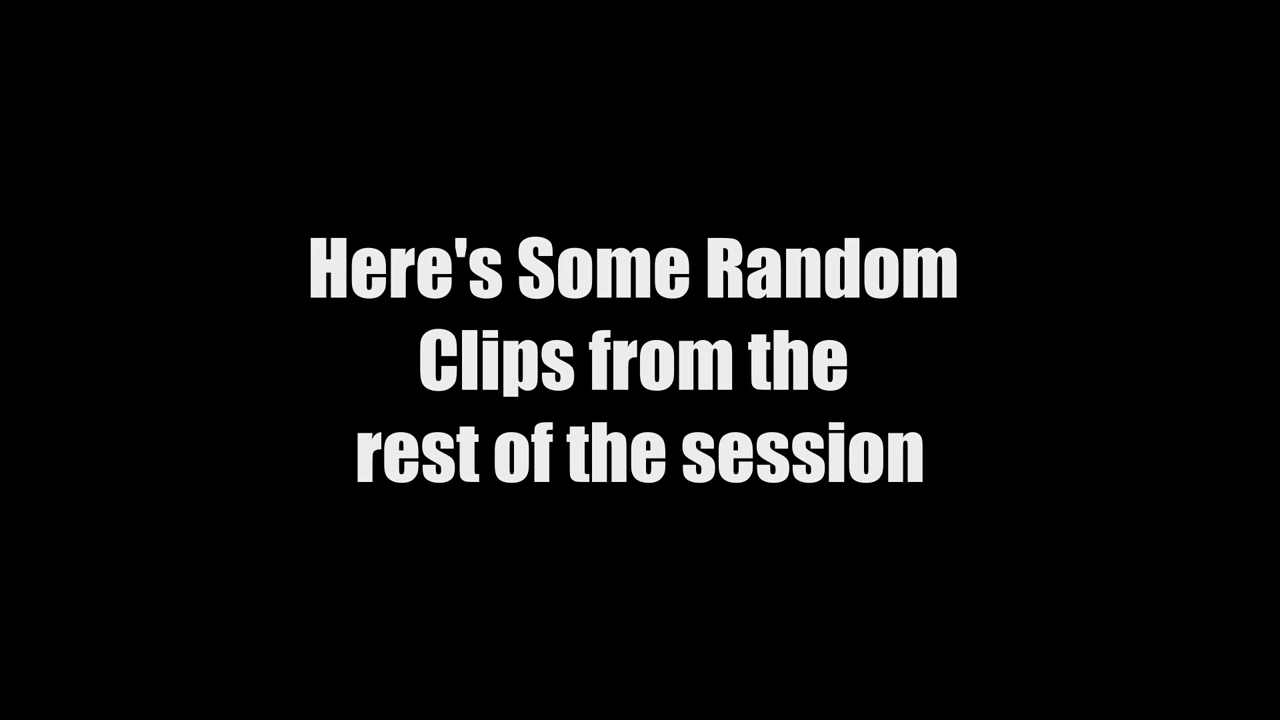 Here's Some Random
Clips from the
rest of the session